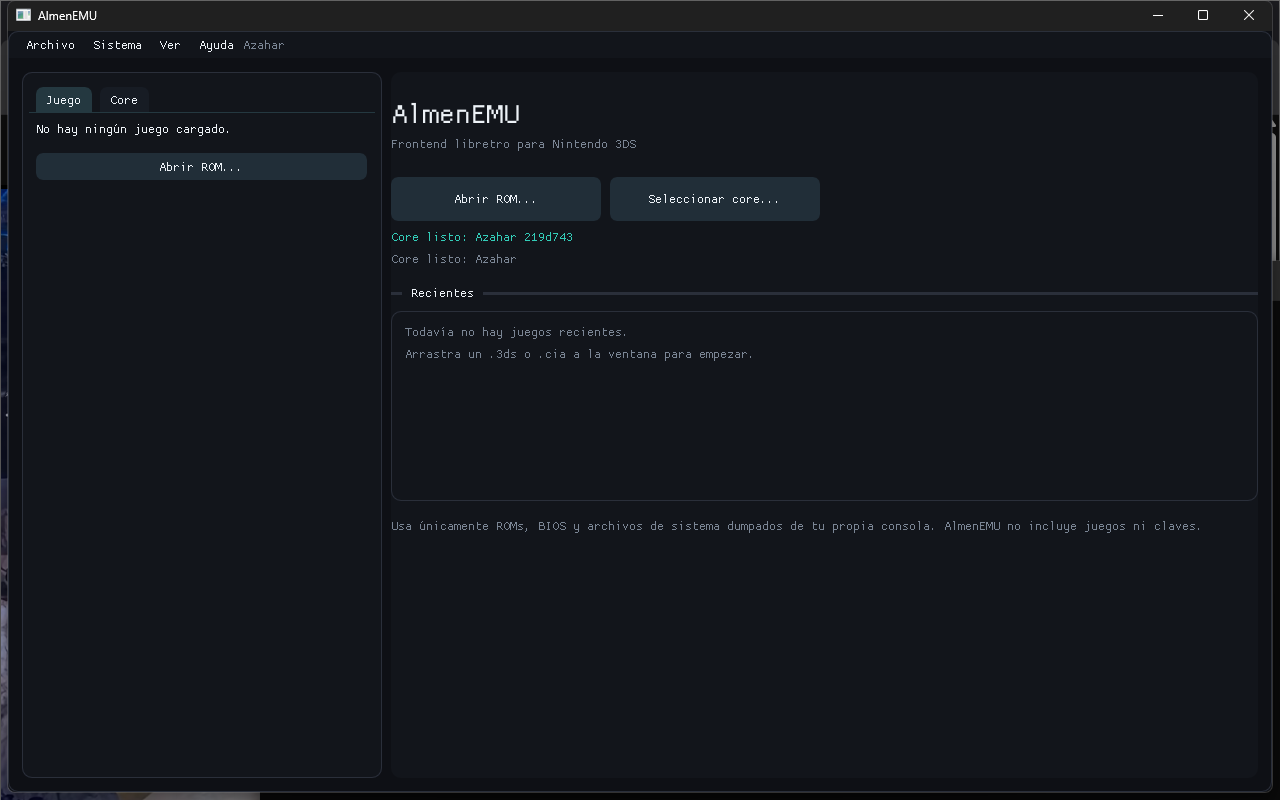 AlmenEMU
Archivo Sistema Ver Ayuda Azahar
Juego Core
No hay ningún juego cargado.
Abrir ROM...
AlmenEMU
Frontend libretro para Nintendo 3DS
Abrir ROM... Seleccionar core...
Core listo: Azahar 219d743
Core listo: Azahar
Recientes
Todavía no hay juegos recientes.
Arrastra un .3ds o .cia a la ventana para empezar.
Usa únicamente ROMs, BIOS y archivos de sistema dumpados de tu propia consola. AlmenEMU no incluye juegos ni claves.